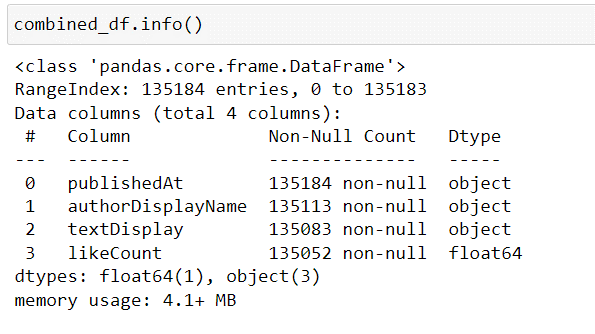 combined_df.info()
<class 'pandas.core.frame.DataFrame'>
RangeIndex: 135184 entries, 0 to 135183
Data columns (total 4 columns):
 #   Column             Non-Null Count   Dtype
---  ------             --------------   -----
 0   publishedAt        135184 non-null  object
 1   authorDisplayName  135113 non-null  object
 2   textDisplay        135083 non-null  object
 3   likeCount          135052 non-null  float64
dtypes: float64(1), object(3)
memory usage: 4.1+ MB